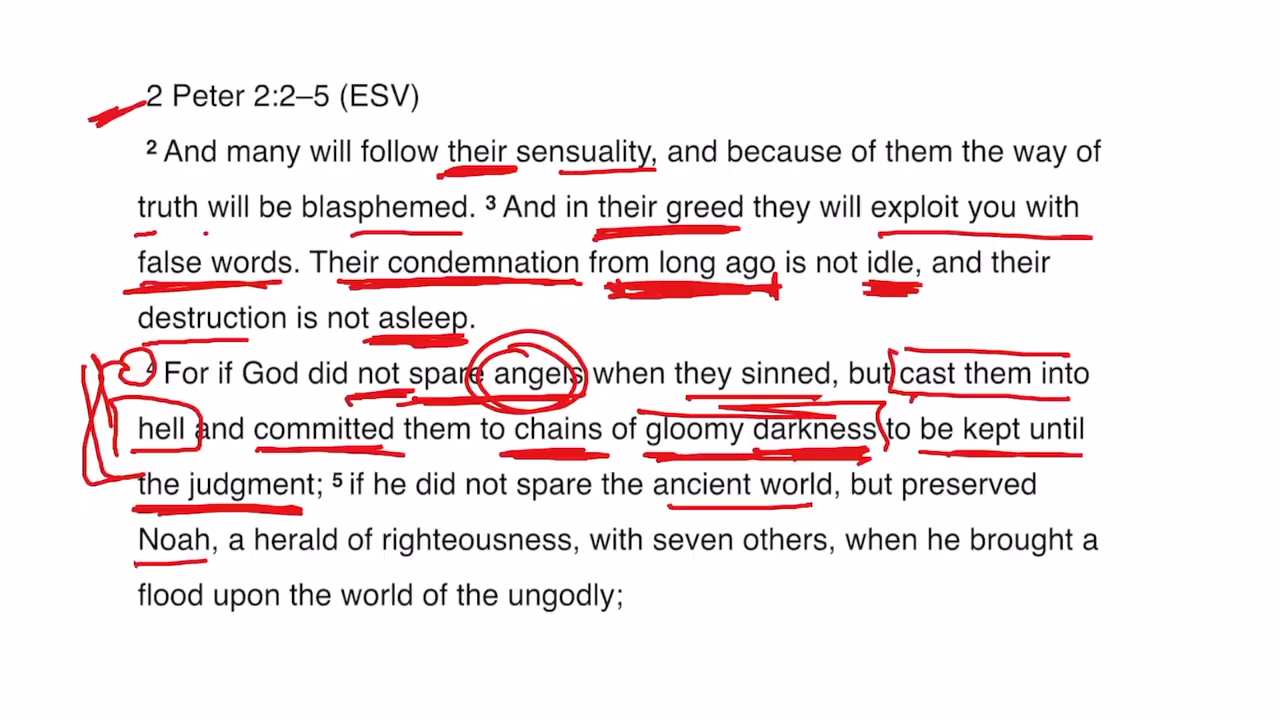 2 Peter 2:2–5 (ESV)
² And many will follow their sensuality, and because of them the way of
truth will be blasphemed. ³ And in their greed they will exploit you with
false words. Their condemnation from long ago is not idle, and their
destruction is not asleep.
⁴ For if God did not spare angels when they sinned, but cast them into
hell and committed them to chains of gloomy darkness to be kept until
the judgment; ⁵ if he did not spare the ancient world, but preserved
Noah, a herald of righteousness, with seven others, when he brought a
flood upon the world of the ungodly;